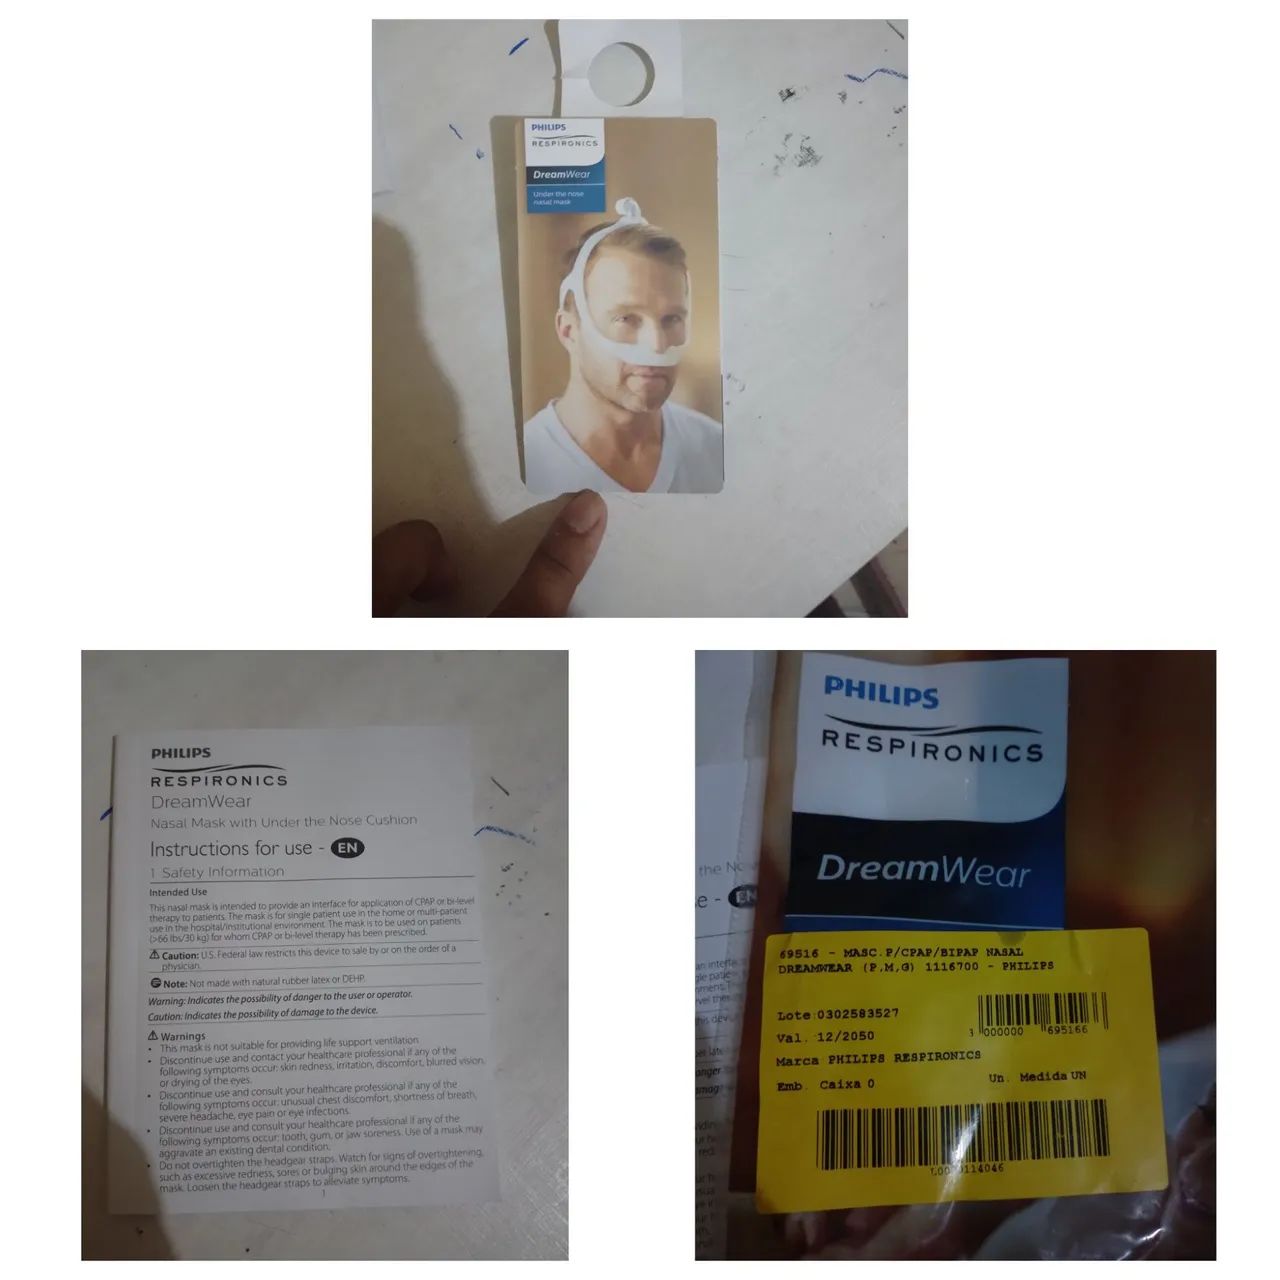 PHILIPS
RESPIRONICS
DreamWear
Under the nose
nasal mask
PHILIPS
RESPIRONICS
DreamWear
Nasal Mask with Under the Nose Cushion
Instructions for use - EN
1 Safety Information
Intended Use
This nasal mask is intended to provide an interface for application of CPAP or bi-level
therapy to patients. The mask is for single patient use in the home or multi-patient
use in the hospital/institutional environment. The mask is to be used on patients
(>66 lbs/30 kg) for whom CPAP or bi-level therapy has been prescribed.
Caution: U.S. Federal law restricts this device to sale by or on the order of a
physician.
Note: Not made with natural rubber latex or DEHP.
Warning: Indicates the possibility of danger to the user or operator.
Caution: Indicates the possibility of damage to the device.
Warnings
• This mask is not suitable for providing life support ventilation
• Discontinue use and contact your healthcare professional if any of the
following symptoms occur: skin redness, irritation, discomfort, blurred vision,
or drying of the eyes.
• Discontinue use and consult your healthcare professional if any of the
following symptoms occur: unusual chest discomfort, shortness of breath,
severe headache, eye pain or eye infections.
• Discontinue use and consult your healthcare professional if any of the
following symptoms occur: tooth, gum, or jaw soreness. Use of a mask may
aggravate an existing dental condition.
• Do not overtighten the headgear straps. Watch for signs of overtightening,
such as excessive redness, sores or bulging skin around the edges of the
mask. Loosen the headgear straps to alleviate symptoms.
1
PHILIPS
RESPIRONICS
DreamWear
the
EN
69516 - MASC.P/CPAP/BIPAP NASAL
DREAMWEAR (P,M,G) 1116700 - PHILIPS
Lote:0302583527
Val. 12/2050
3 000000 695166
Marca PHILIPS RESPIRONICS
Emb. Caixa 0
Un. Medida UN